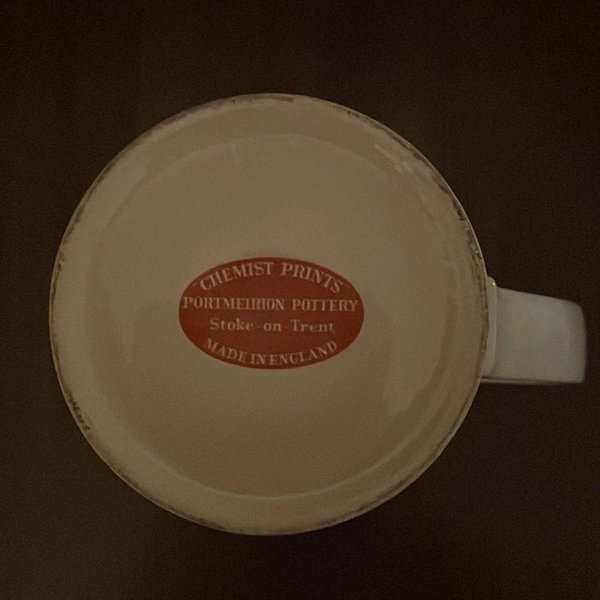 CHEMIST PRINTS
PORTMEIRION POTTERY
Stoke-on Trent
MADE IN ENGLAND